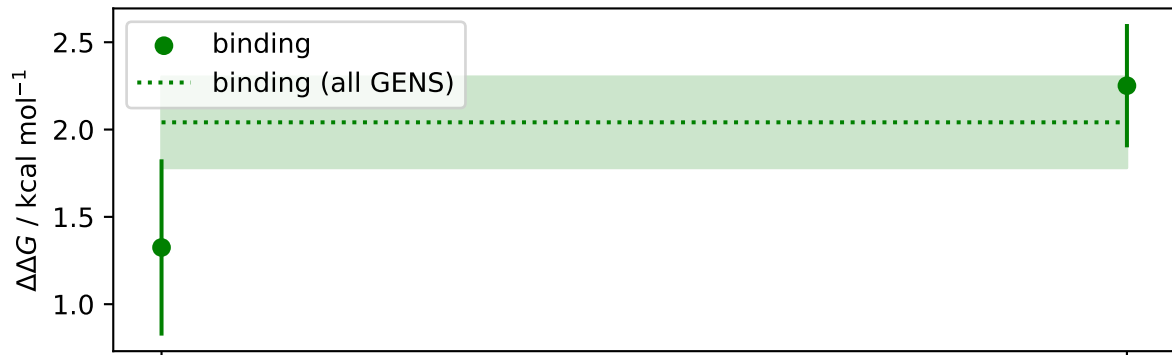 binding
binding (all GENS)
ΔΔG / kcal mol⁻¹
2.5
2.0
1.5
1.0